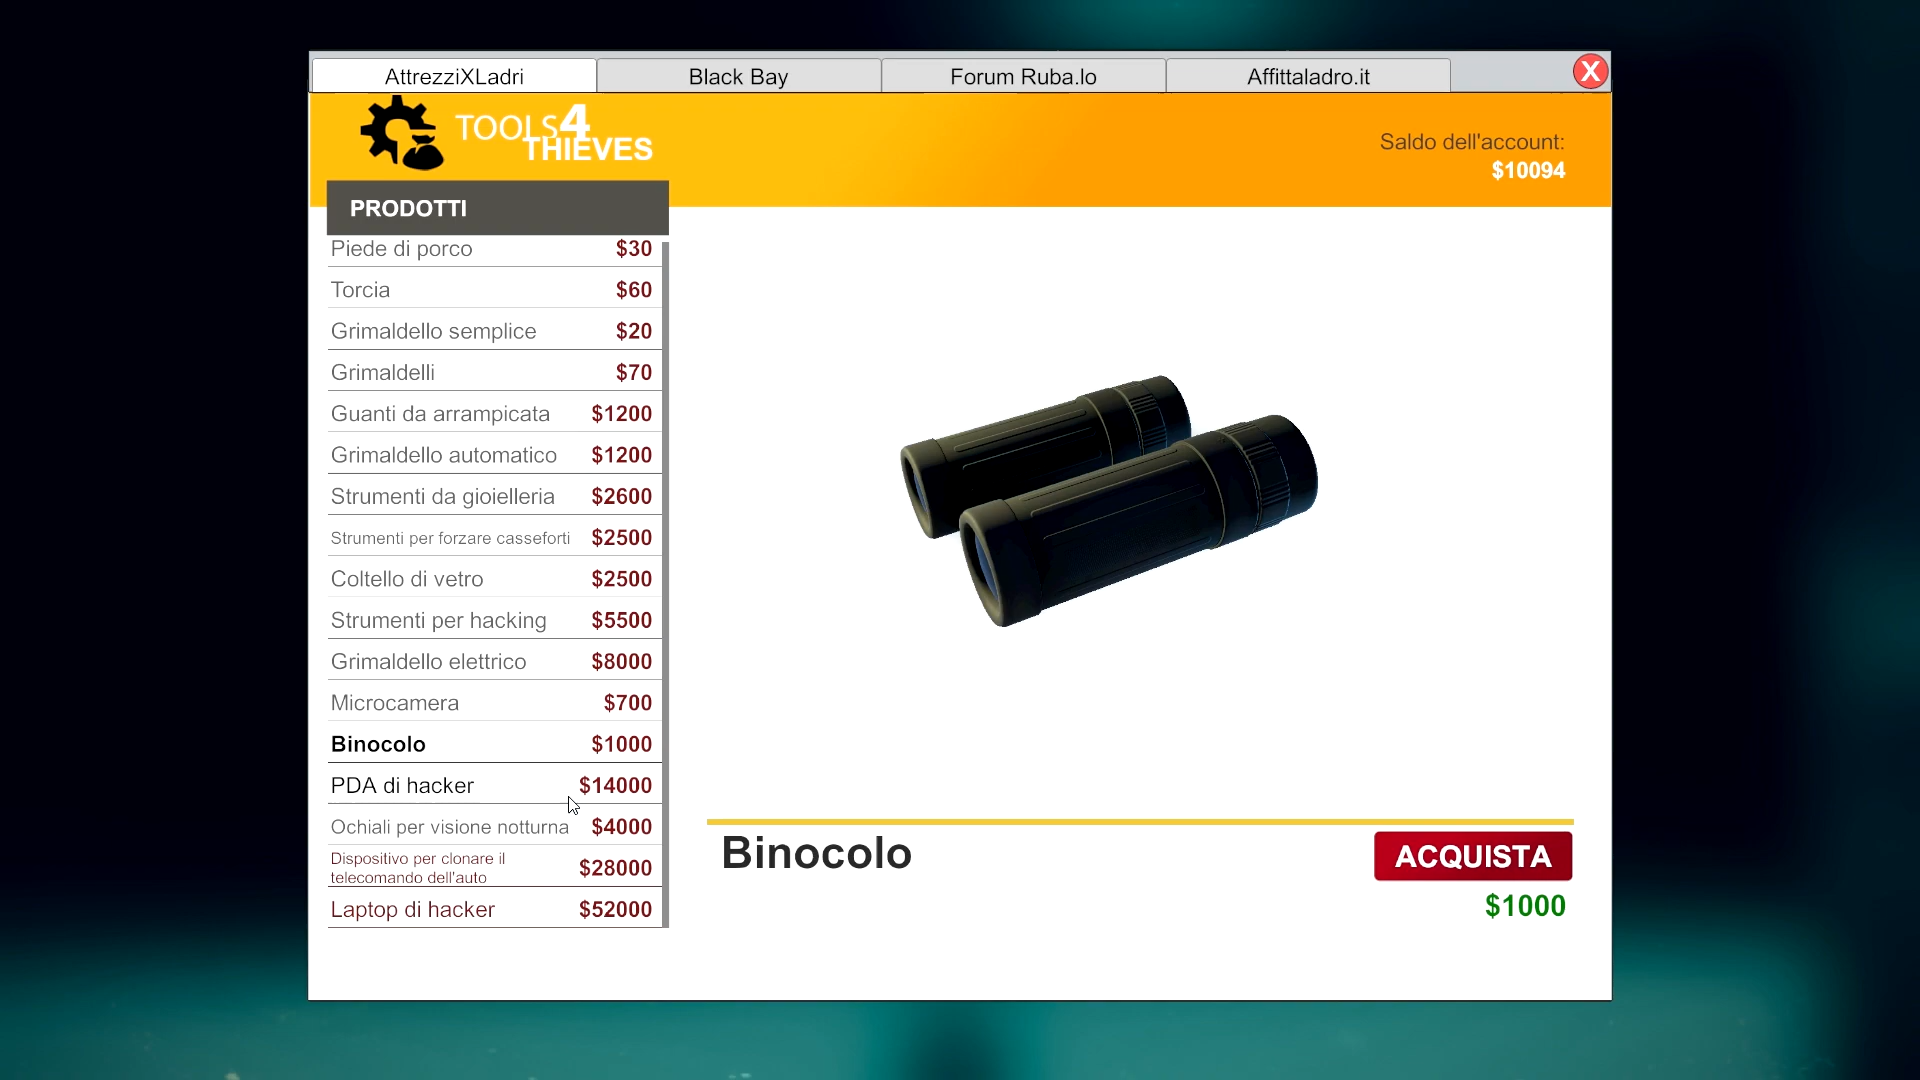 AttrezziXLadri
Black Bay
Forum Ruba.lo
Affittaladro.it
X
TOOLS4
THIEVES
Saldo dell'account:
$10094
PRODOTTI
Piede di porco $30
Torcia $60
Grimaldello semplice $20
Grimaldelli $70
Guanti da arrampicata $1200
Grimaldello automatico $1200
Strumenti da gioielleria $2600
Strumenti per forzare casseforti $2500
Coltello di vetro $2500
Strumenti per hacking $5500
Grimaldello elettrico $8000
Microcamera $700
Binocolo $1000
PDA di hacker $14000
Ochiali per visione notturna $4000
Dispositivo per clonare il
telecomando dell'auto $28000
Laptop di hacker $52000
Binocolo
ACQUISTA
$1000